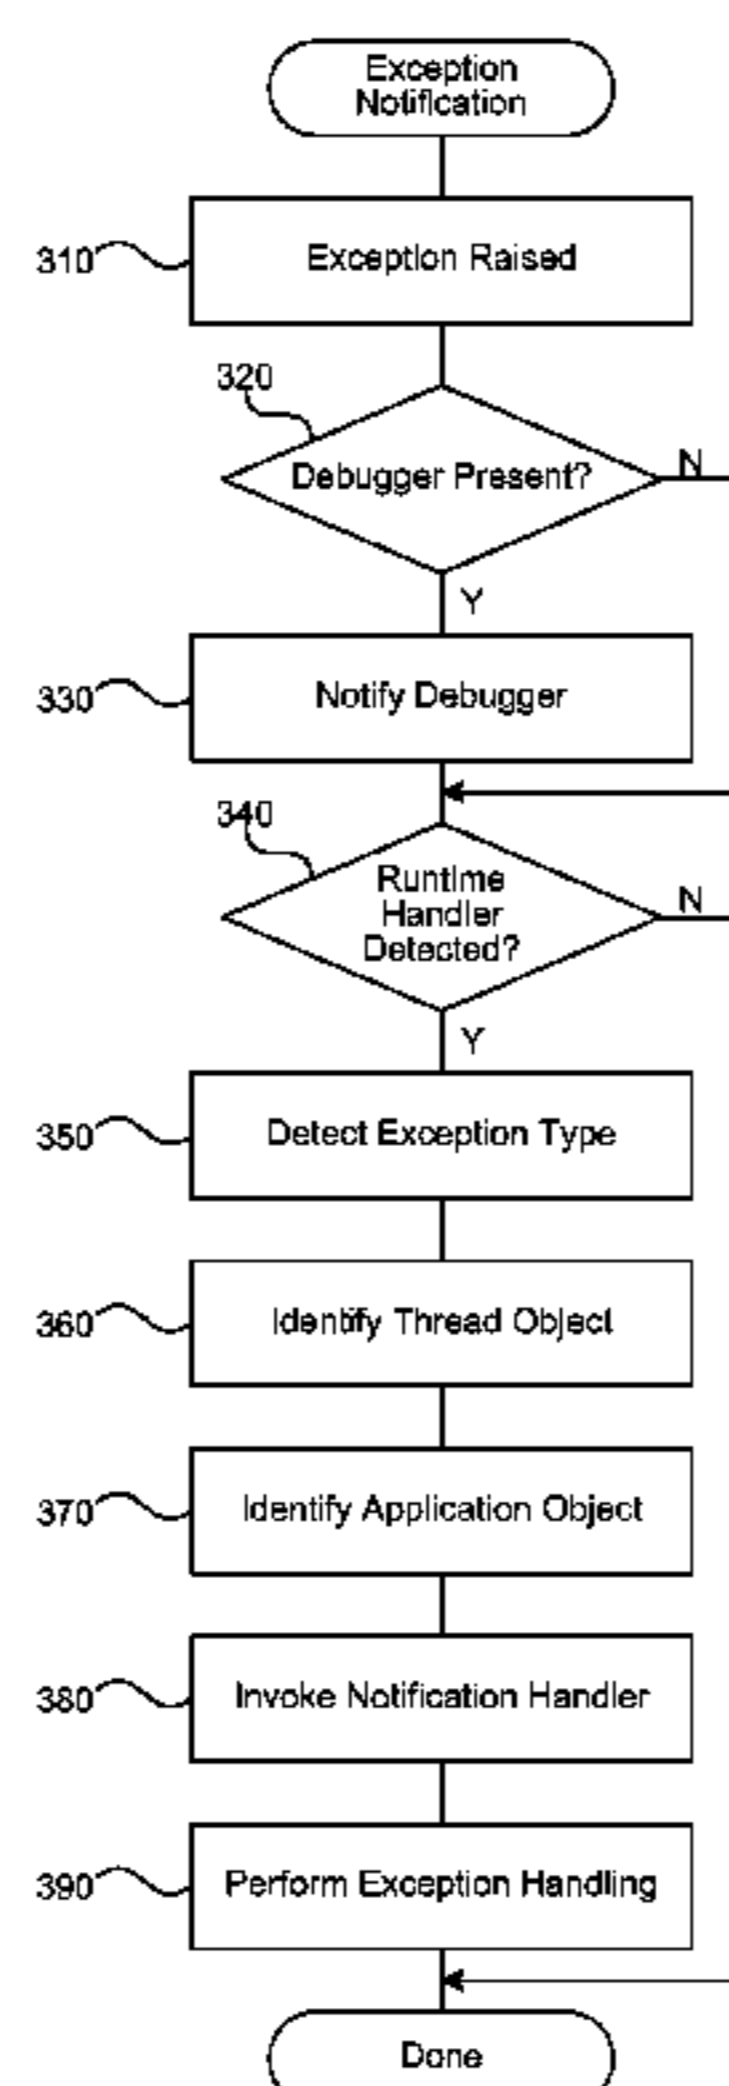 Exception
Notification
310
Exception Raised
320
Debugger Present?
N
Y
330
Notify Debugger
340
Runtime
Handler
Detected?
N
Y
350
Detect Exception Type
360
Identify Thread Object
370
Identify Application Object
380
Invoke Notification Handler
390
Perform Exception Handling
Done